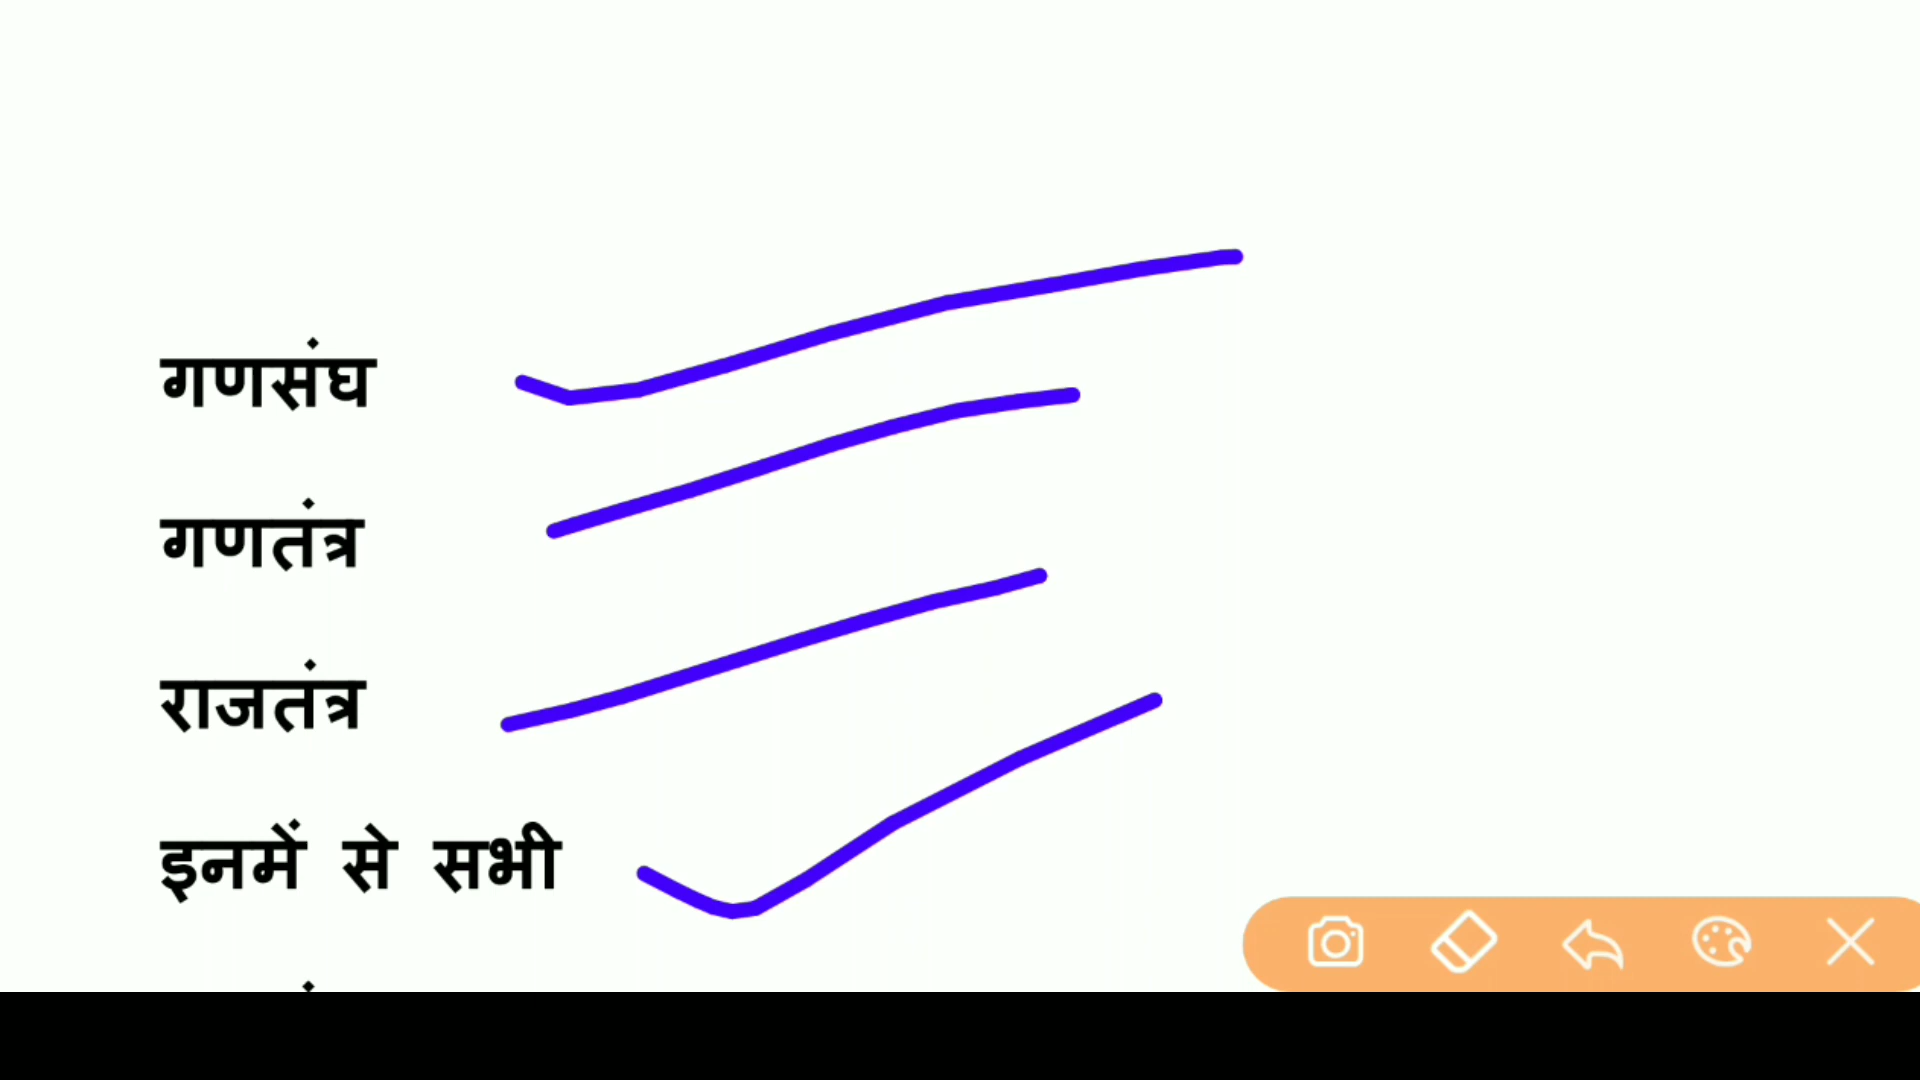 गणसंघ
गणतंत्र
राजतंत्र
इनमें से सभी